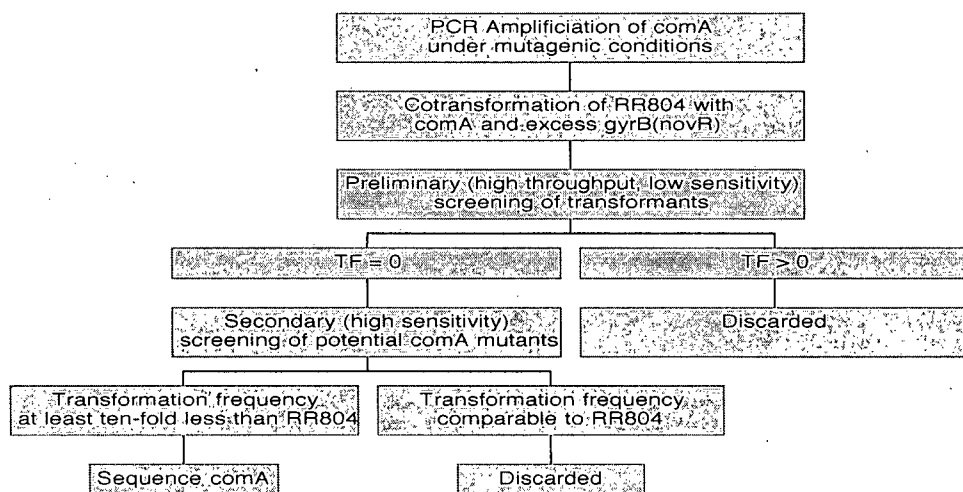 PCR Amplificiation of comA
under mutagenic conditions
Cotransformation of RR804 with
comA and excess gyrB(novR)
Preliminary (high throughput, low sensitivity)
screening of transformants
TF = 0
TF > 0
Secondary (high sensitivity)
screening of potential comA mutants
Discarded
Transformation frequency
at least ten-fold less than RR804
Transformation frequency
comparable to RR804
Sequence comA
Discarded